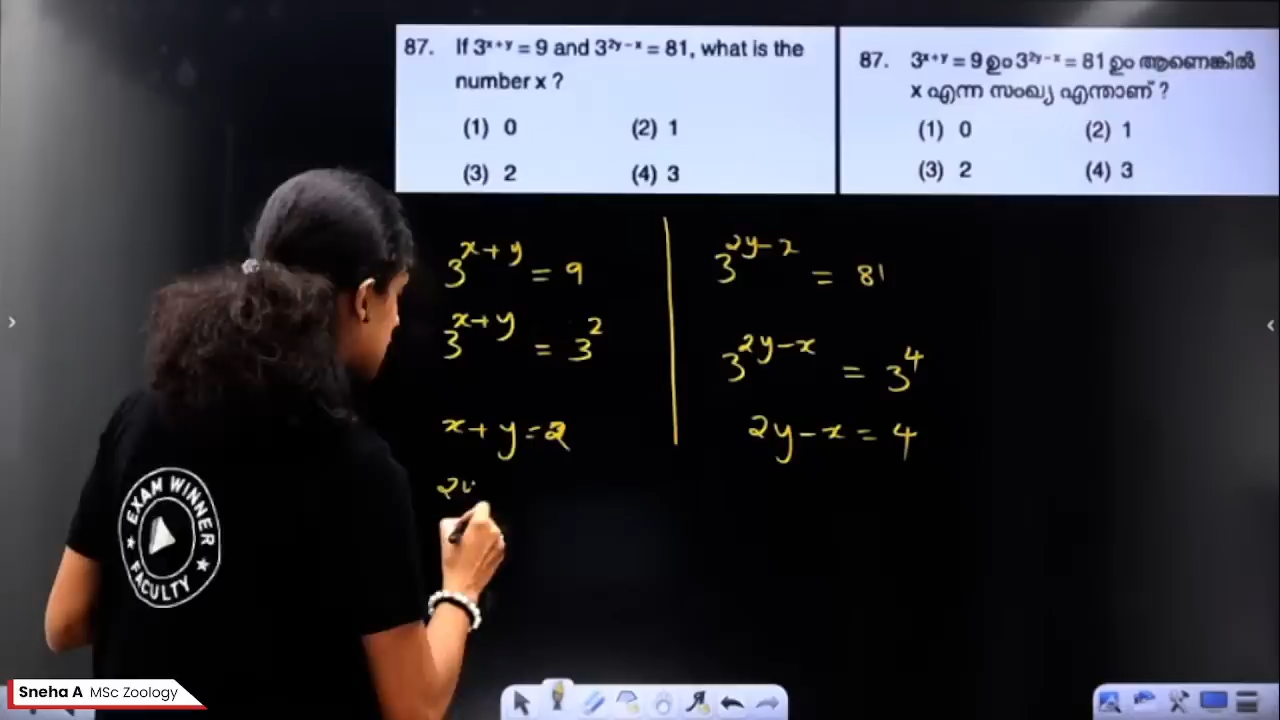 87. If 3ˣ⁺ʸ = 9 and 3²ʸ⁻ˣ = 81, what is the
number x ?
(1) 0 (2) 1
(3) 2 (4) 3
87. 3ˣ⁺ʸ = 9 ഉം 3²ʸ⁻ˣ = 81 ഉം ആണെങ്കിൽ
x എന്ന സംഖ്യ എന്താണ് ?
(1) 0 (2) 1
(3) 2 (4) 3
3ˣ⁺ʸ = 9
3ˣ⁺ʸ = 3²
x + y = 2
3²ʸ⁻ˣ = 81
3²ʸ⁻ˣ = 3⁴
2y - x = 4
EXAM WINNER
FACULTY
Sneha A MSc Zoology